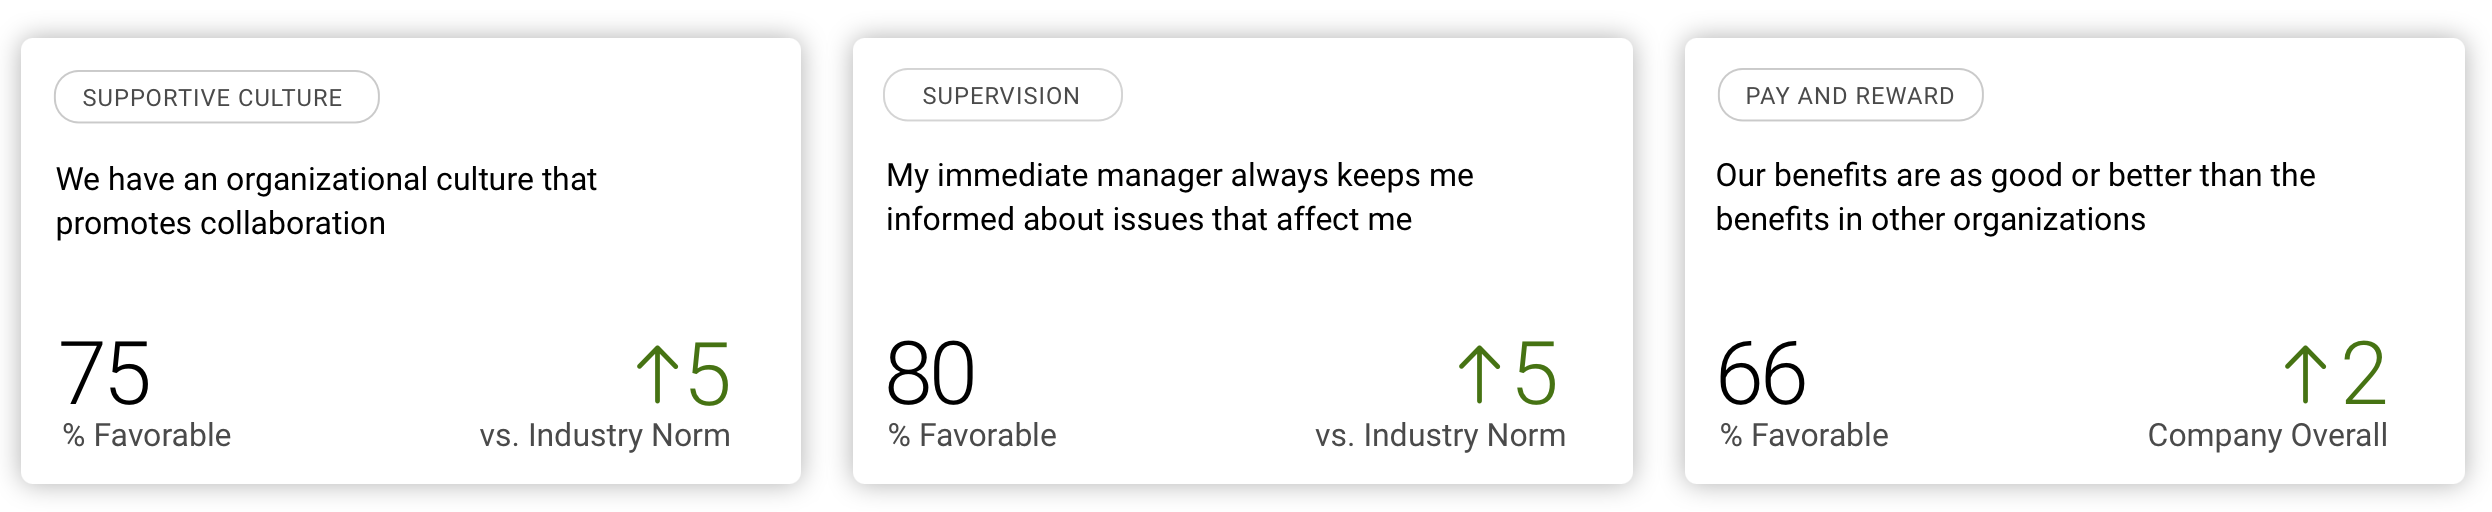 SUPPORTIVE CULTURE
We have an organizational culture that
promotes collaboration
75
% Favorable
↑5
vs. Industry Norm
SUPERVISION
My immediate manager always keeps me
informed about issues that affect me
80
% Favorable
↑5
vs. Industry Norm
PAY AND REWARD
Our benefits are as good or better than the
benefits in other organizations
66
% Favorable
↑2
Company Overall